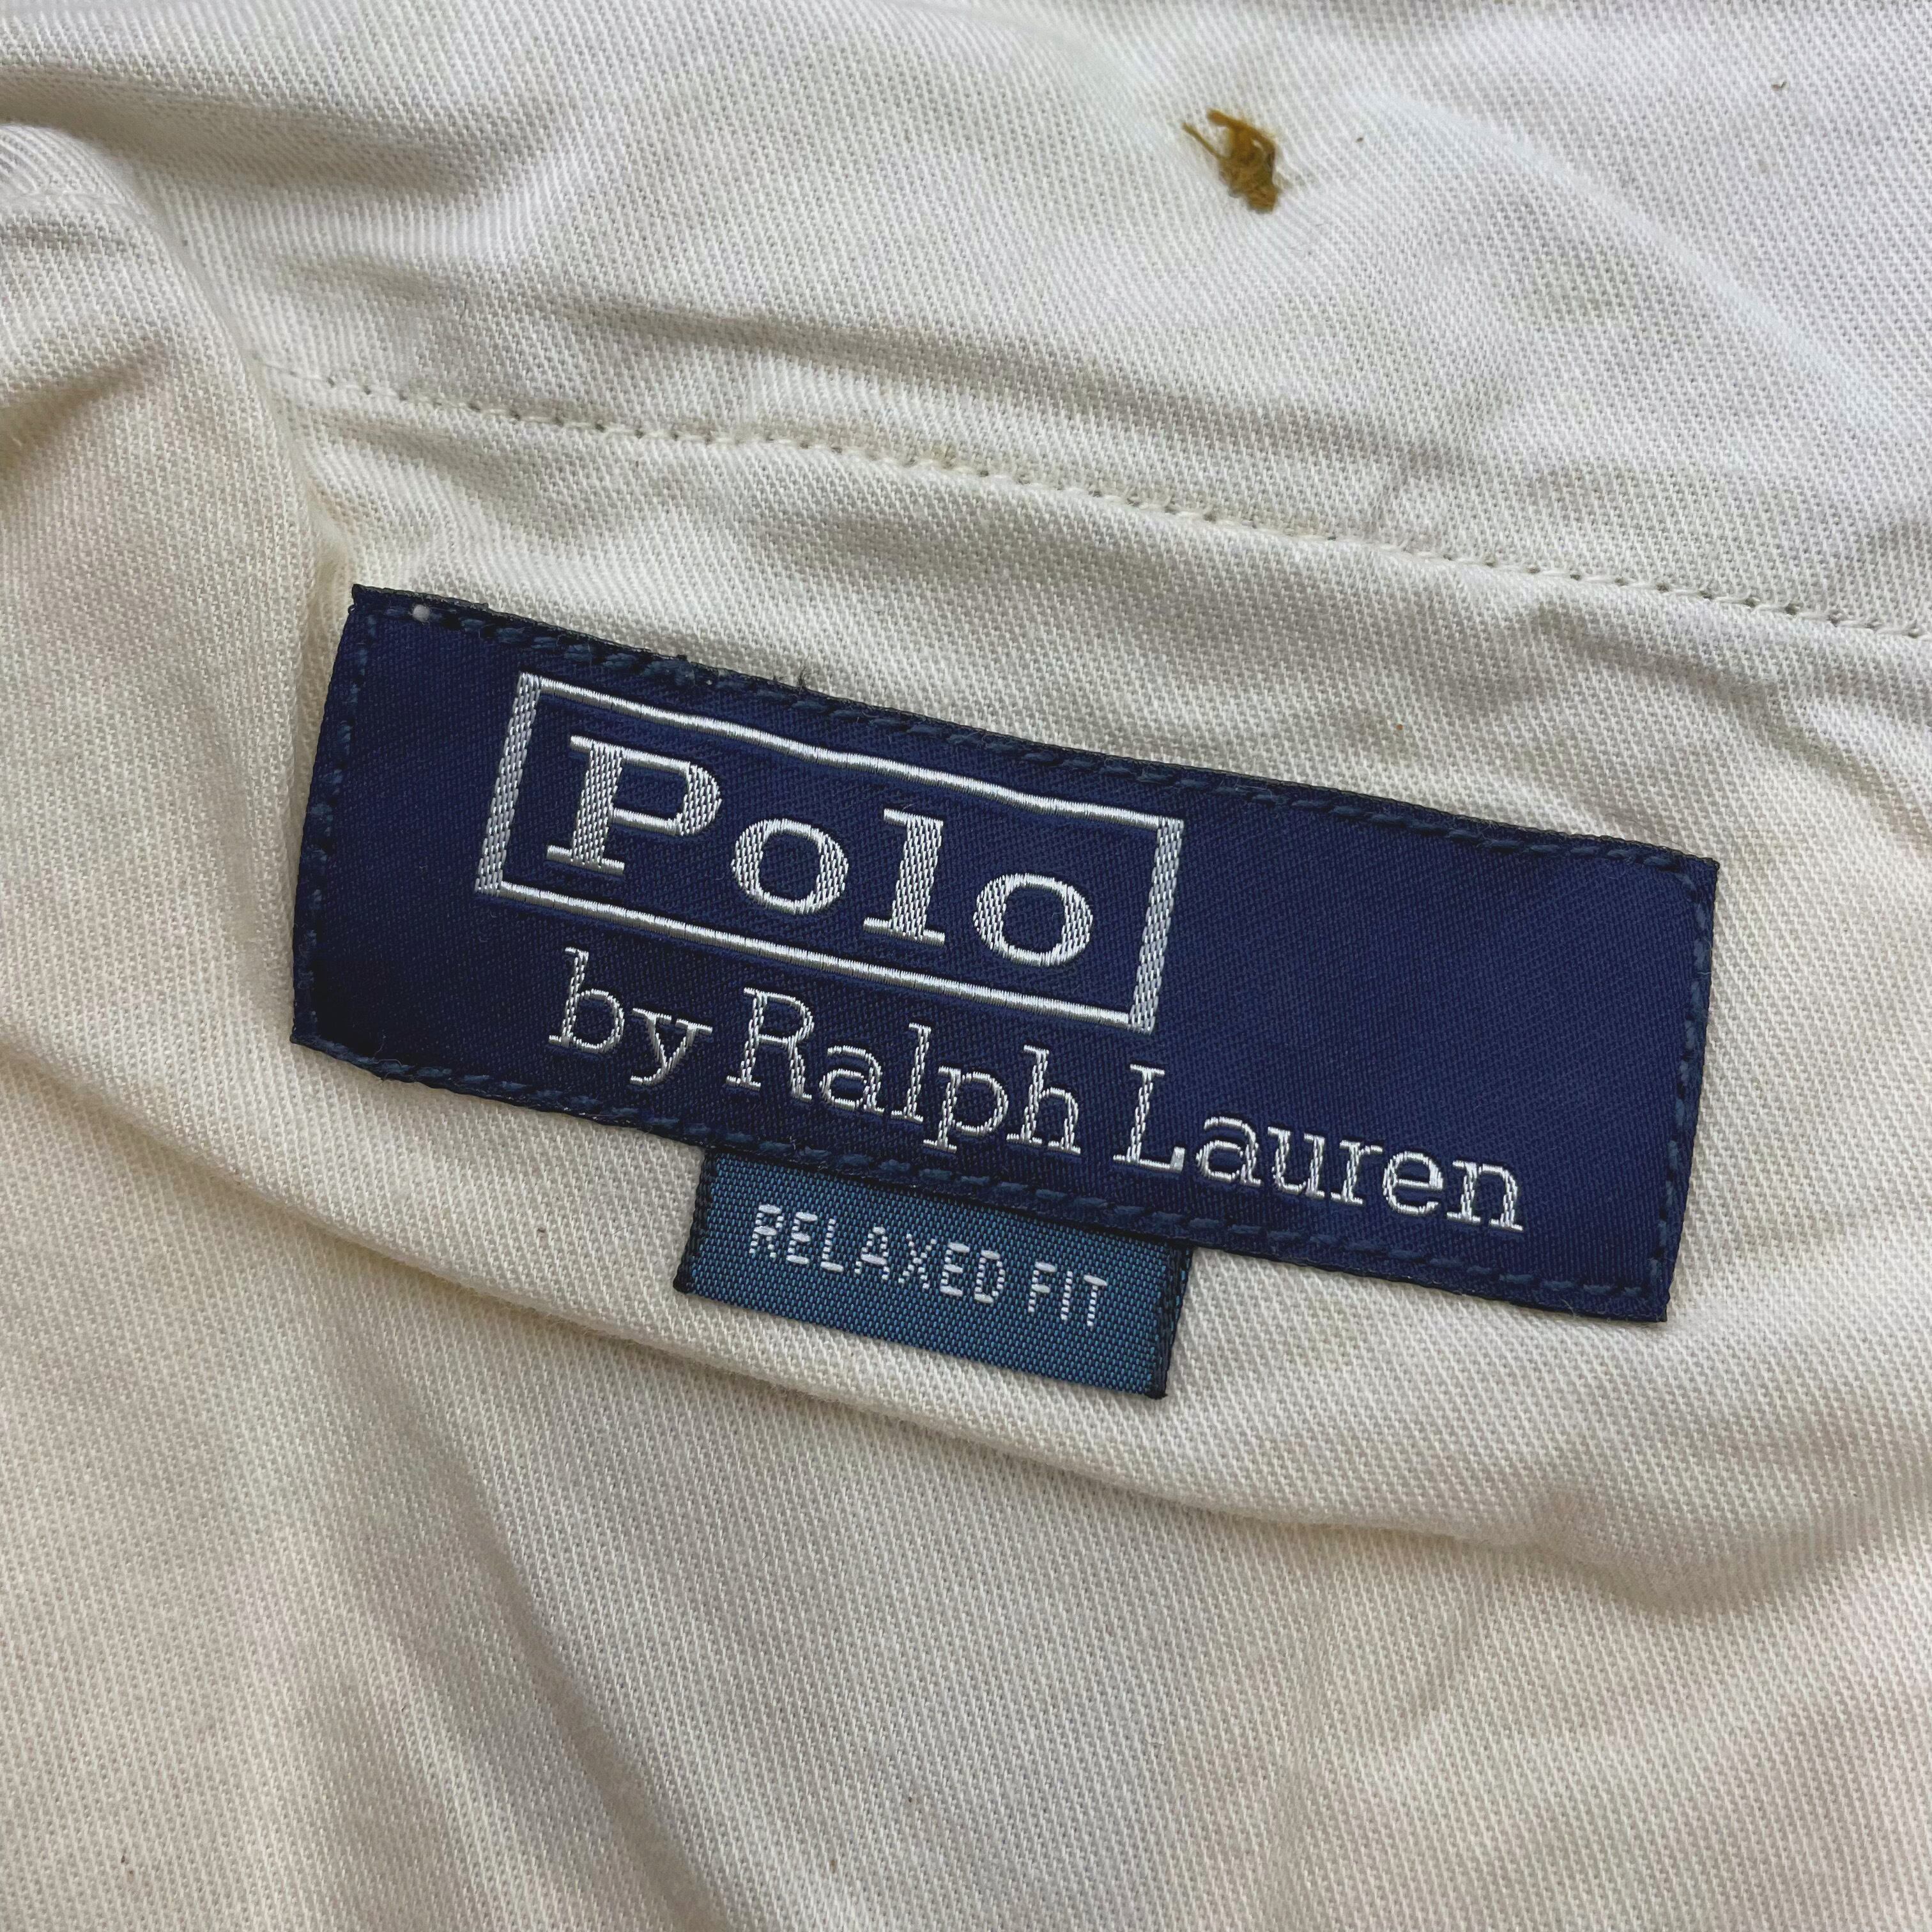 Polo
by Ralph Lauren
RELAXED FIT